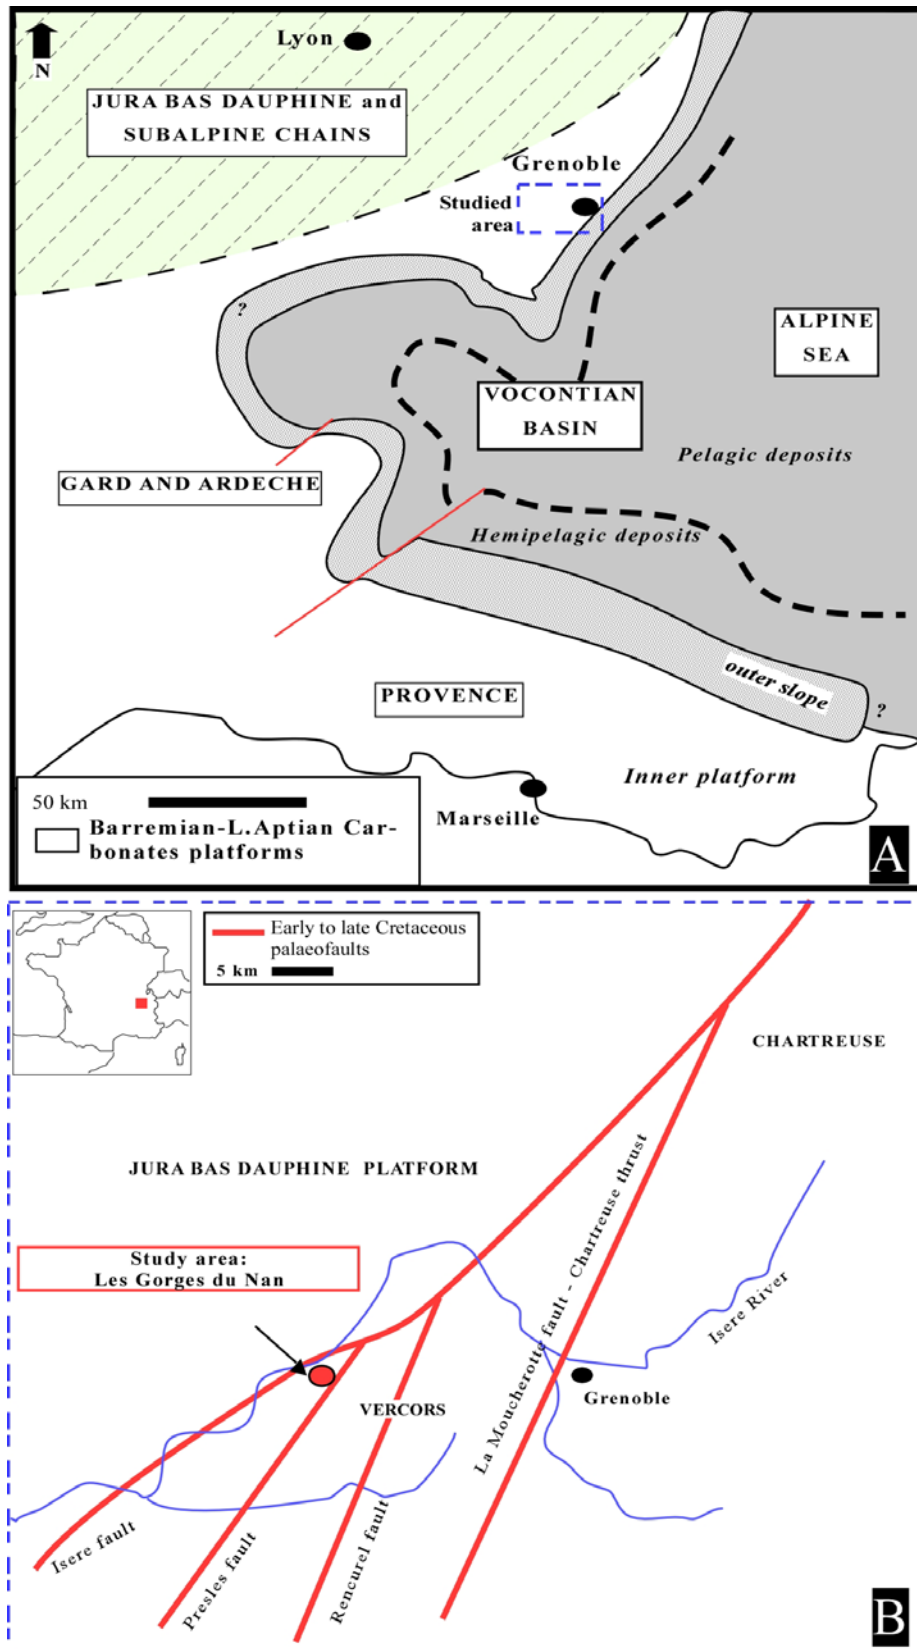 Lyon
N
JURA BAS DAUPHINE and
SUBALPINE CHAINS
Grenoble
Studied
area
?
ALPINE
SEA
VOCONTIAN
BASIN
Pelagic deposits
GARD AND ARDECHE
Hemipelagic deposits
outer slope
PROVENCE
?
Inner platform
50 km
Marseille
Barremian-L.Aptian Car-
bonates platforms
A
Early to late Cretaceous
palaeofaults
5 km
CHARTREUSE
JURA BAS DAUPHINE PLATFORM
Study area:
Les Gorges du Nan
La Moucherotte fault - Chartreuse thrust
Isere River
Grenoble
VERCORS
Isere fault
Presles fault
Rencurel fault
B